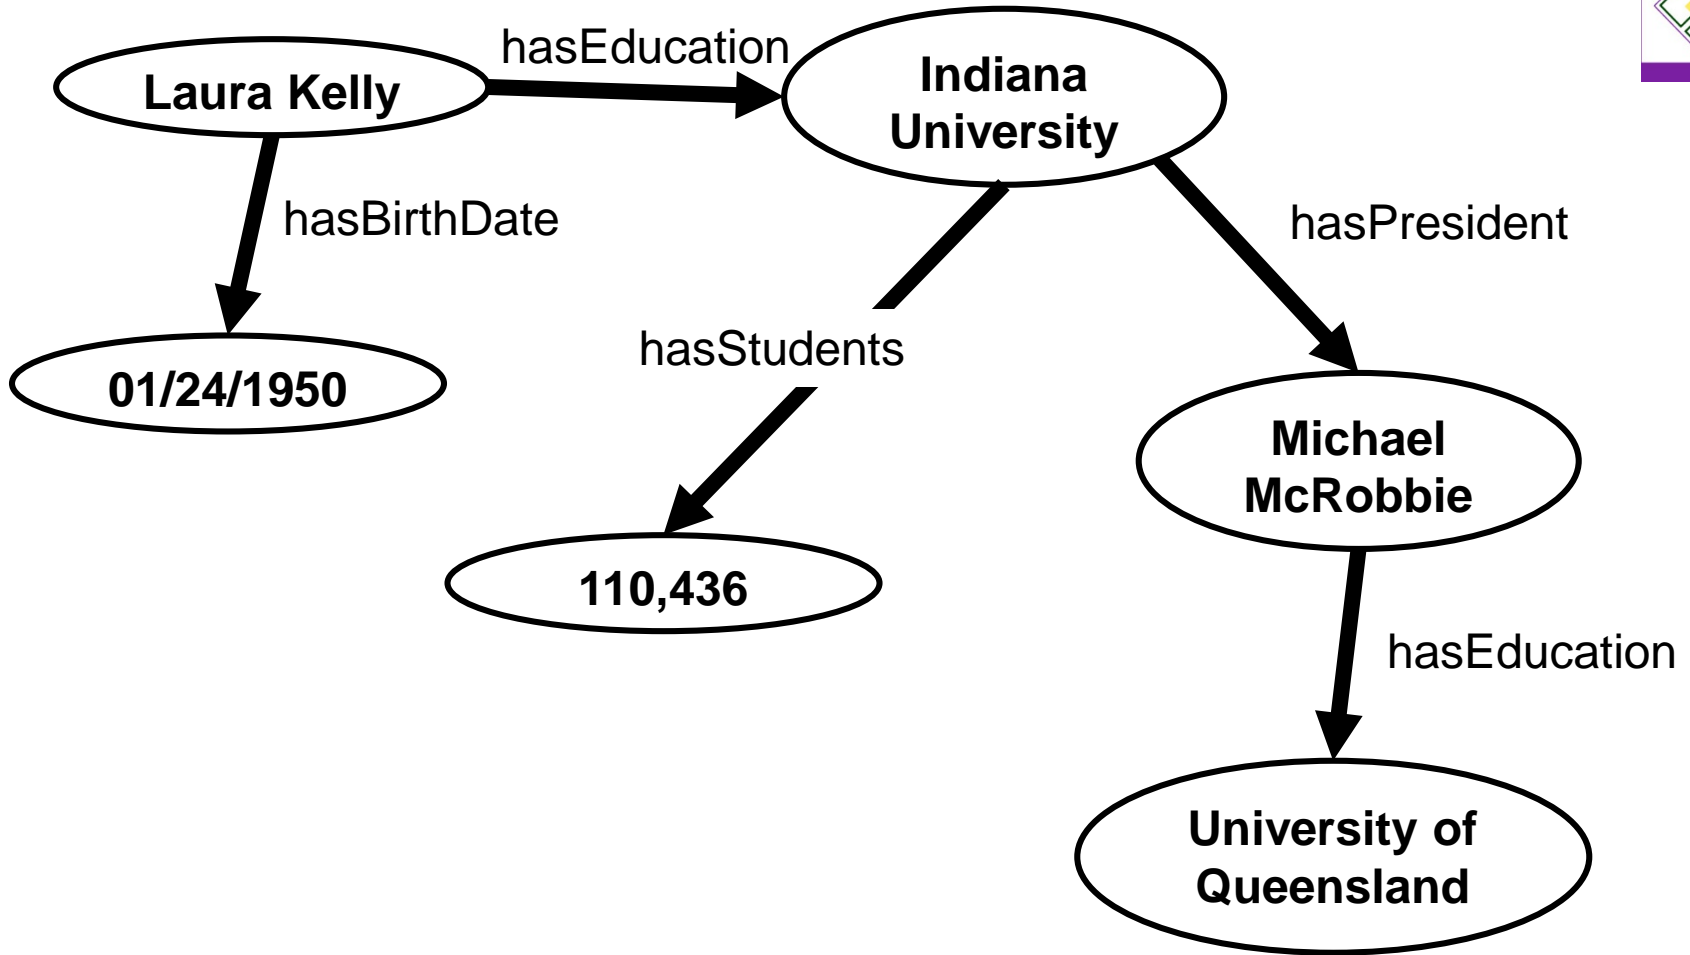 hasEducation
Laura Kelly
Indiana
University
hasBirthDate
hasPresident
hasStudents
01/24/1950
Michael
McRobbie
110,436
hasEducation
University of
Queensland